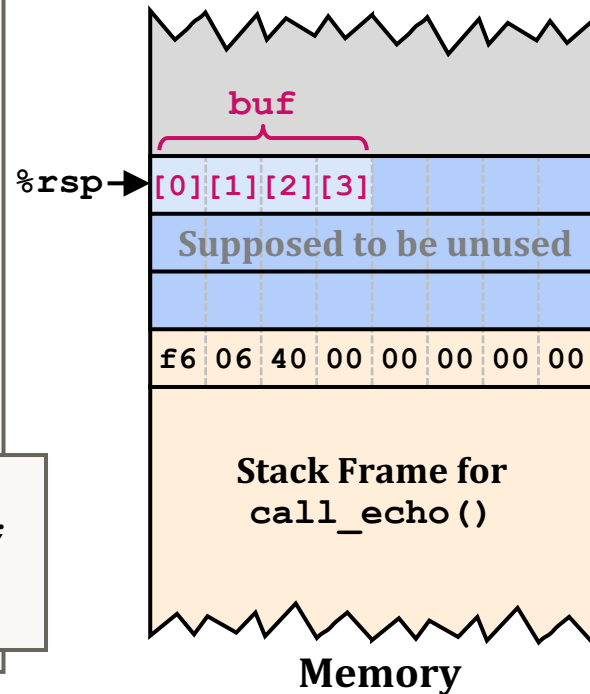 buf
%rsp
[0] [1] [2] [3]
Supposed to be unused
f6 06 40 00 00 00 00 00
Stack Frame for
call_echo()
;
Memory